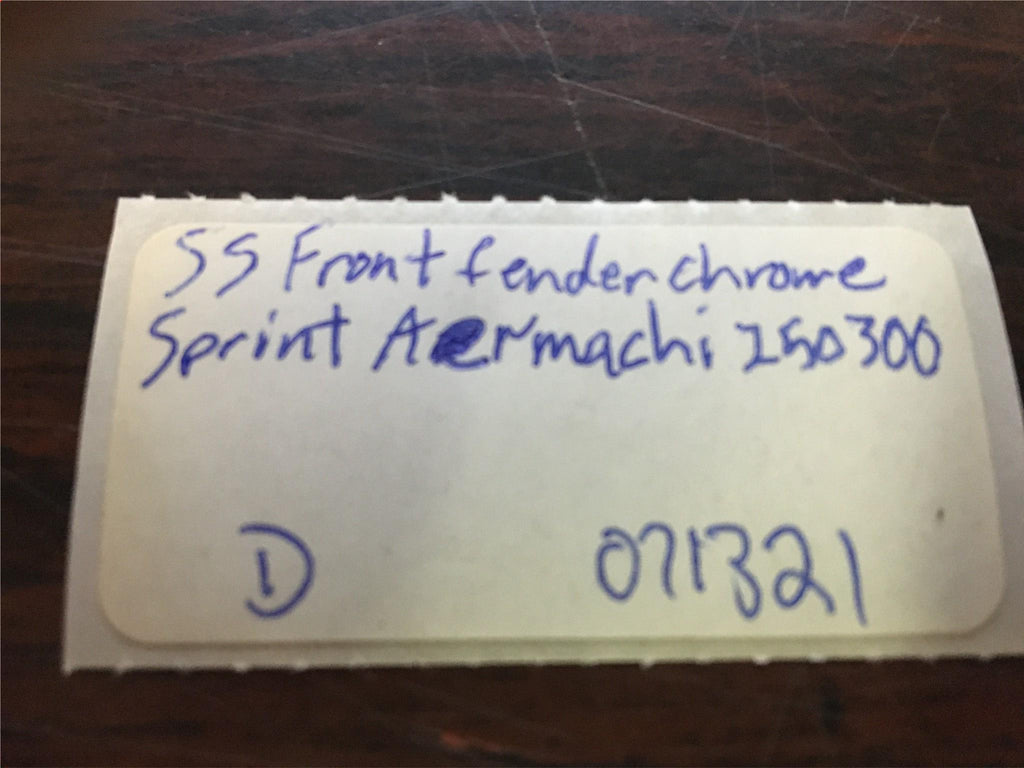 SS Front fender chrome
Sprint Aermachi 250 300
D 071321